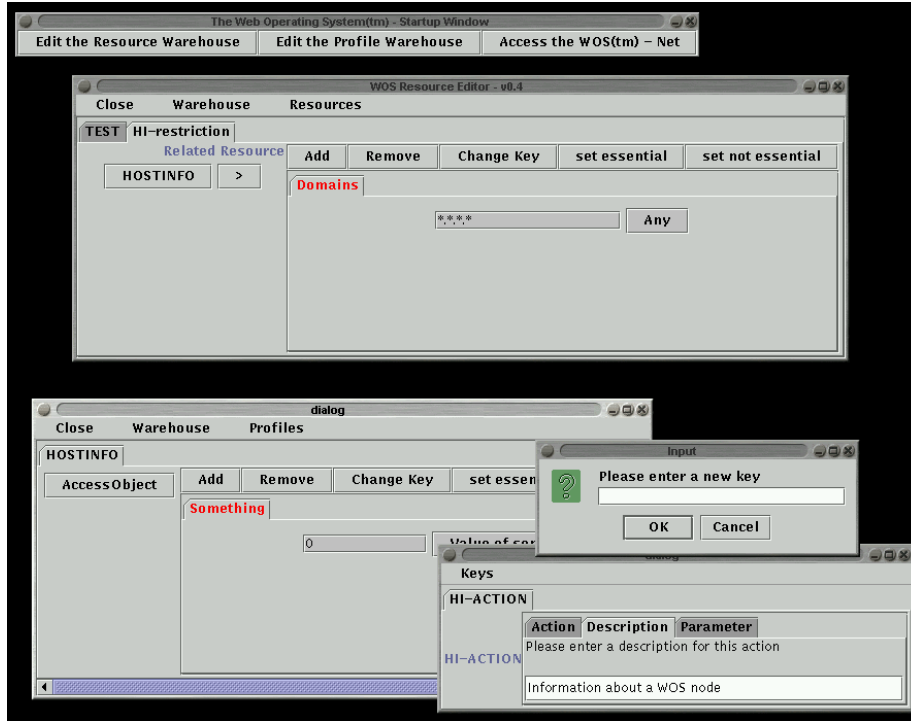 The Web Operating System(tm) - Startup Window
Edit the Resource Warehouse Edit the Profile Warehouse Access the WOS(tm) - Net
WOS Resource Editor - v0.4
Close Warehouse Resources
TEST HI-restriction
Related Resource
HOSTINFO >
Add Remove Change Key set essential set not essential
Domains
*.*.*.* Any
dialog
Close Warehouse Profiles
HOSTINFO
AccessObject
Add Remove Change Key set essen
Something
0 Value of
Input
Please enter a new key
OK Cancel
Keys
HI-ACTION
HI-ACTION
Action Description Parameter
Please enter a description for this action
Information about a WOS node